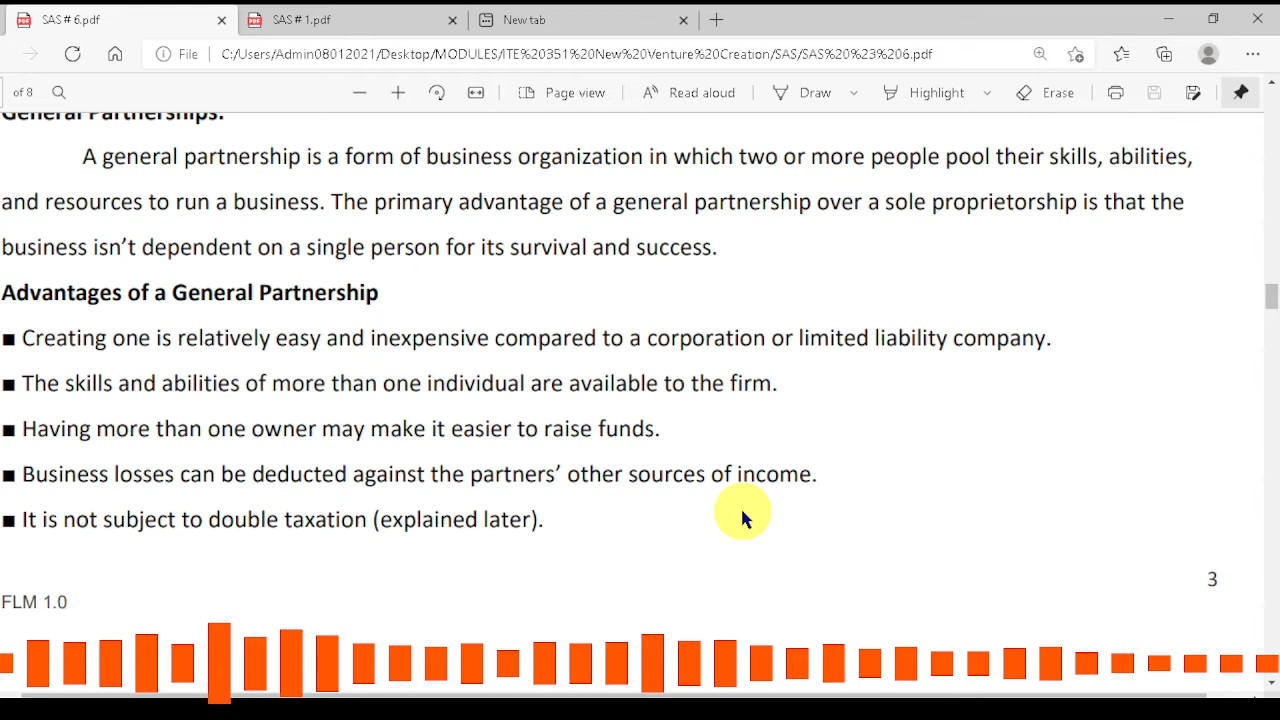 SAS # 6.pdf
SAS # 1.pdf
New tab
File
C:/Users/Admin08012021/Desktop/MODULES/ITE%20351%20New%20Venture%20Creation/SAS/SAS%20%23%206.pdf
of 8
Page view
Read aloud
Draw
Highlight
Erase
General Partnerships:
A general partnership is a form of business organization in which two or more people pool their skills, abilities,
and resources to run a business. The primary advantage of a general partnership over a sole proprietorship is that the
business isn’t dependent on a single person for its survival and success.
Advantages of a General Partnership
■ Creating one is relatively easy and inexpensive compared to a corporation or limited liability company.
■ The skills and abilities of more than one individual are available to the firm.
■ Having more than one owner may make it easier to raise funds.
■ Business losses can be deducted against the partners’ other sources of income.
■ It is not subject to double taxation (explained later).
3
FLM 1.0